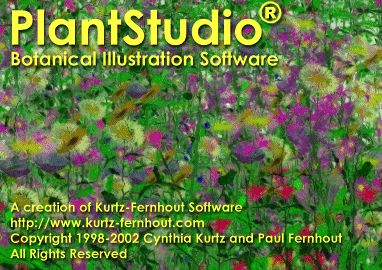 PlantStudio®
Botanical Illustration Software
A creation of Kurtz-Fernhout Software
http://www.kurtz-fernhout.com
Copyright 1998-2002 Cynthia Kurtz and Paul Fernhout
All Rights Reserved